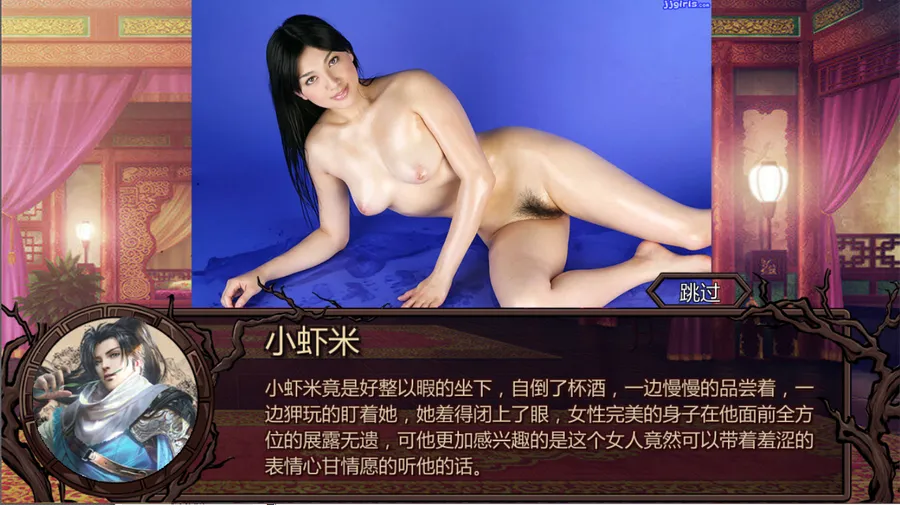 jjgirls.com
跳过
小虾米
小虾米竟是好整以暇的坐下，自倒了杯酒，一边慢慢的品尝着，一
边狎玩的盯着她，她羞得闭上了眼，女性完美的身子在他面前全方
位的展露无遗，可他更加感兴趣的是这个女人竟然可以带着羞涩的
表情心甘情愿的听他的话。